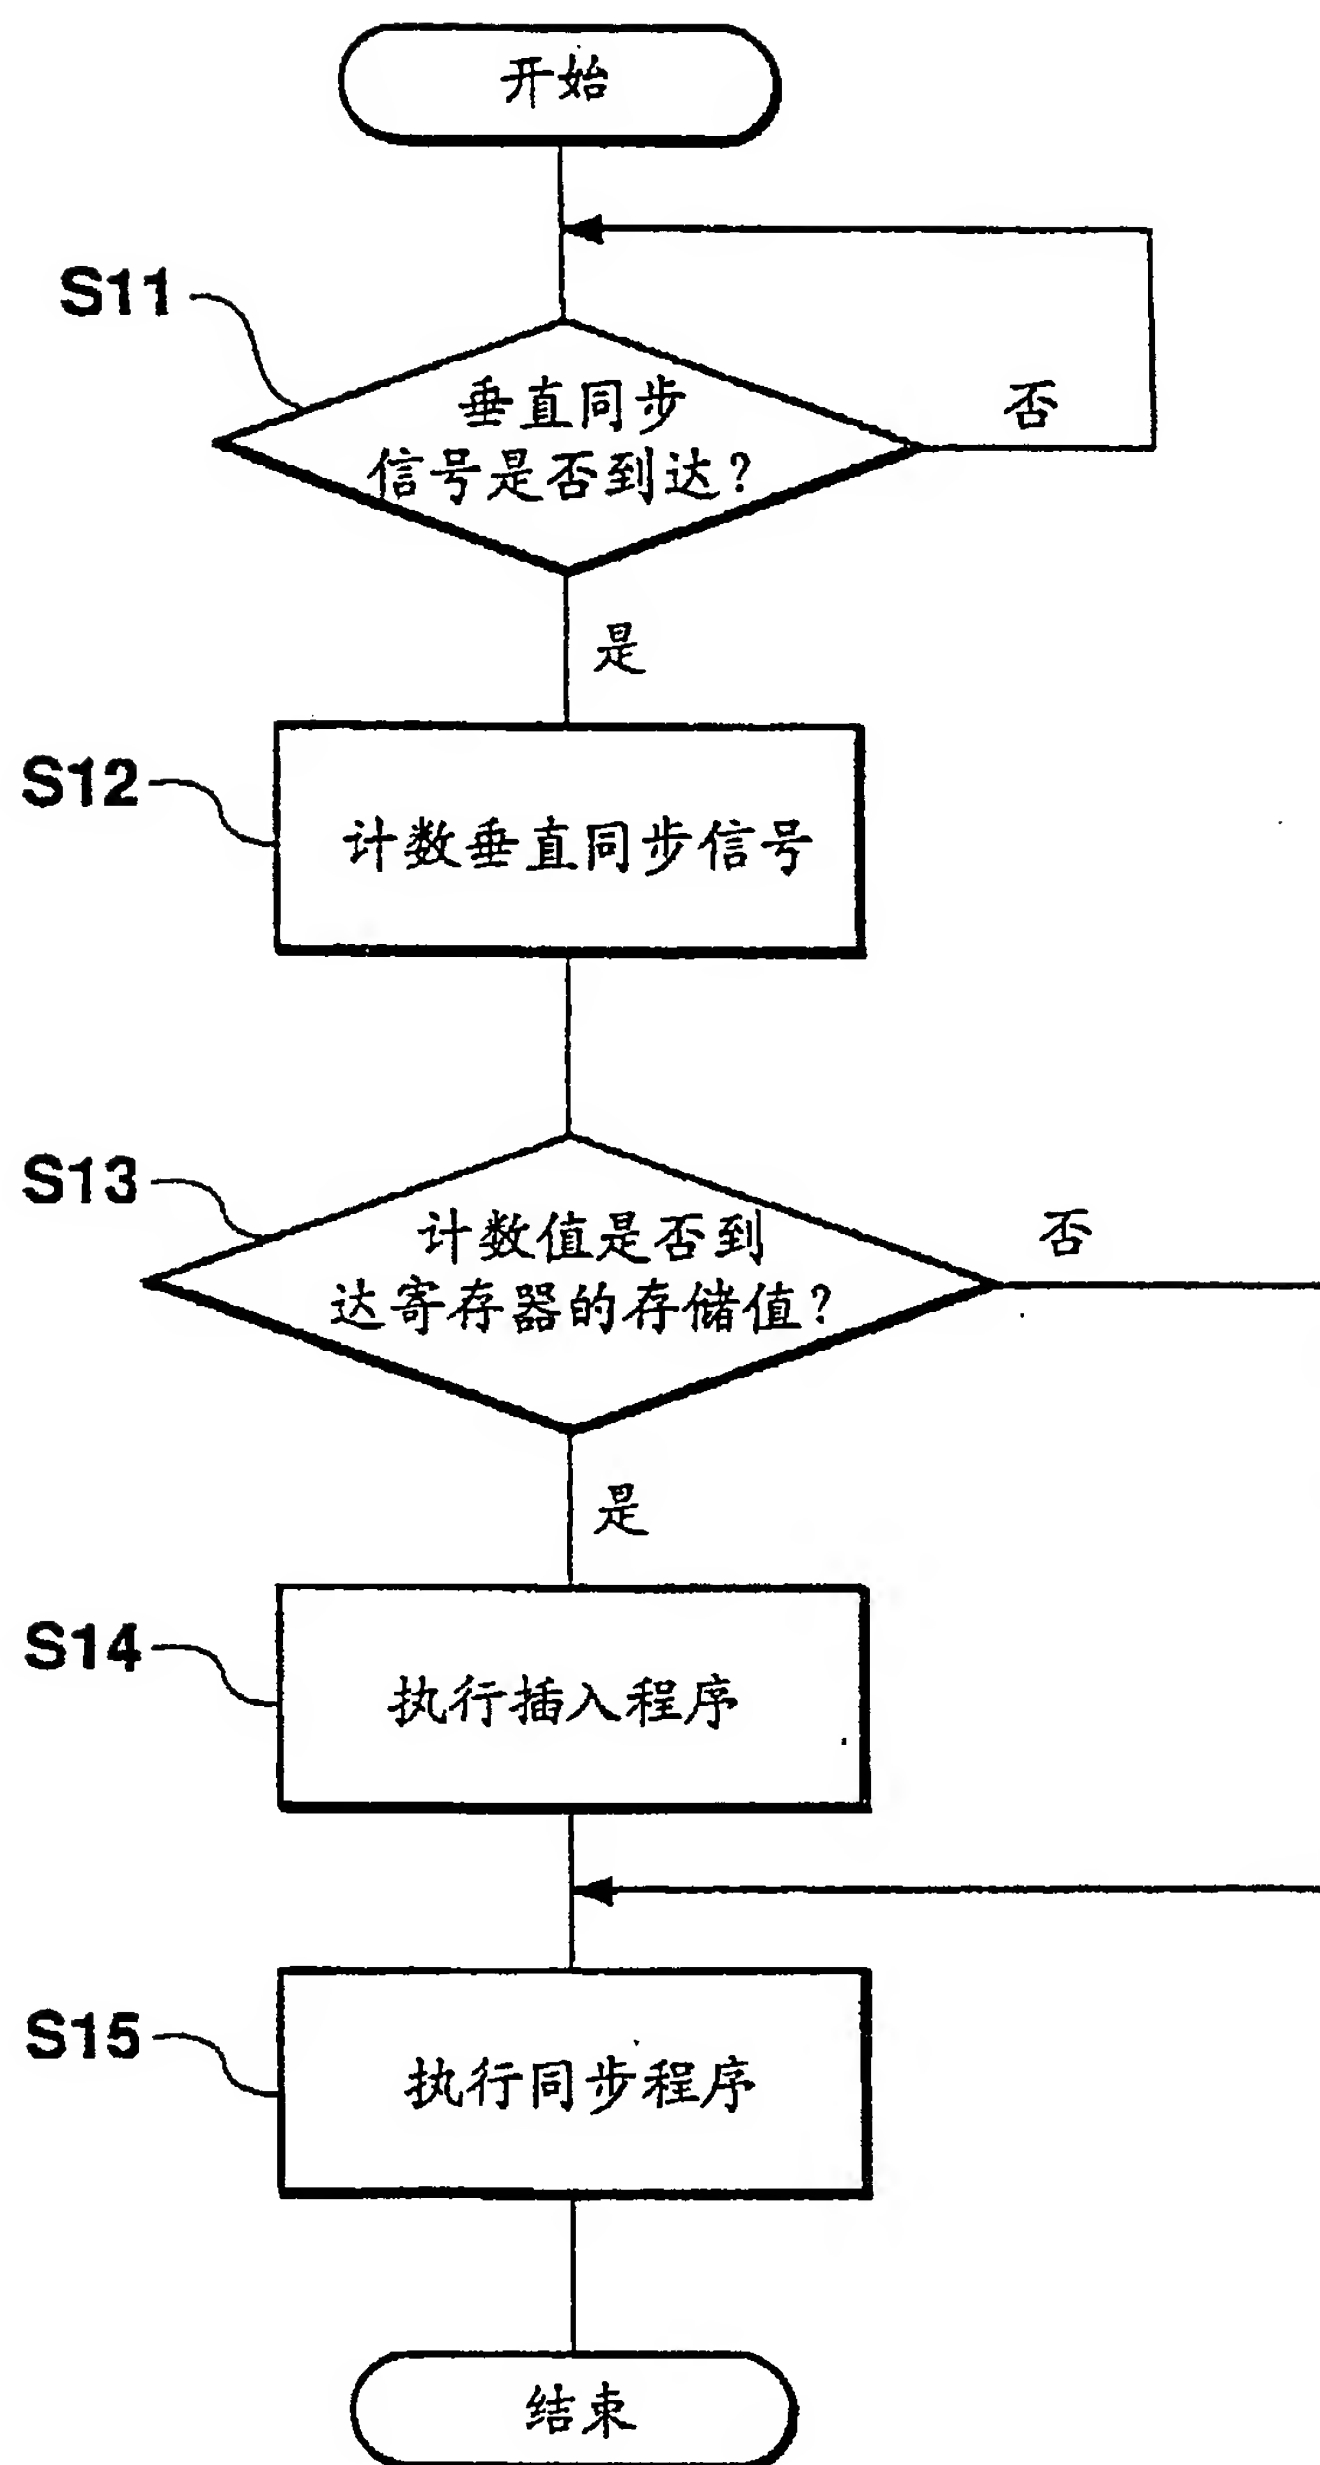 开始
S11
垂直同步
信号是否到达?
否
是
S12
计数垂直同步信号
S13
计数值是否到
达寄存器的存储值?
否
是
S14
执行插入程序
S15
执行同步程序
结束